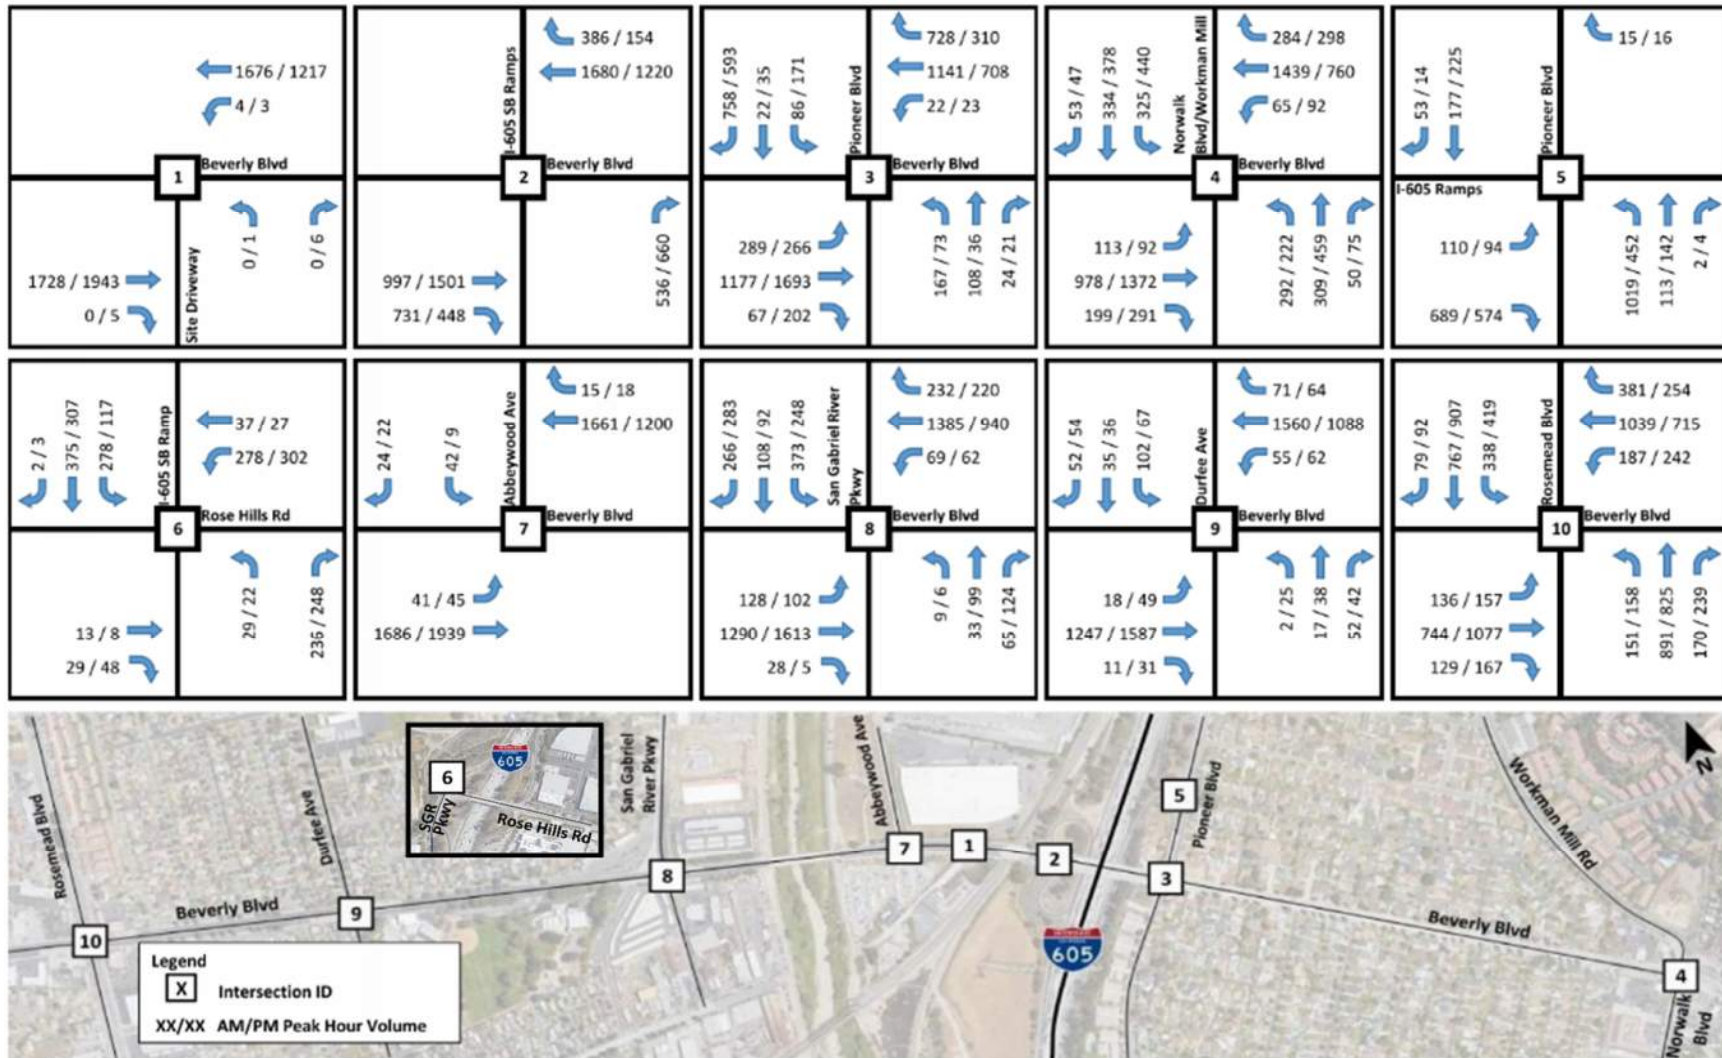 1676 / 1217
4 / 3
Beverly Blvd
1
Site Driveway
0 / 1
0 / 6
1728 / 1943
0 / 5
I-605 SB Ramps
386 / 154
1680 / 1220
Beverly Blvd
2
536 / 660
997 / 1501
731 / 448
758 / 593
22 / 35
86 / 171
Pioneer Blvd
728 / 310
1141 / 708
22 / 23
Beverly Blvd
3
289 / 266
1177 / 1693
67 / 202
167 / 73
108 / 36
24 / 21
53 / 47
334 / 378
325 / 440
Norwalk
Blvd/Workman Mill
284 / 298
1439 / 760
65 / 92
Beverly Blvd
4
113 / 92
978 / 1372
199 / 291
292 / 222
309 / 459
50 / 75
53 / 14
177 / 225
Pioneer Blvd
15 / 16
5
I-605 Ramps
110 / 94
689 / 574
1019 / 452
113 / 142
2 / 4
2 / 3
375 / 307
278 / 117
I-605 SB Ramp
37 / 27
278 / 302
Rose Hills Rd
6
13 / 8
29 / 48
29 / 22
236 / 248
24 / 22
42 / 9
Abbeywood Ave
15 / 18
1661 / 1200
Beverly Blvd
7
41 / 45
1686 / 1939
266 / 283
108 / 92
373 / 248
San Gabriel River
Pkwy
232 / 220
1385 / 940
69 / 62
Beverly Blvd
8
128 / 102
1290 / 1613
28 / 5
9 / 6
33 / 99
65 / 124
52 / 54
35 / 36
102 / 67
Durfee Ave
71 / 64
1560 / 1088
55 / 62
Beverly Blvd
9
18 / 49
1247 / 1587
11 / 31
2 / 25
17 / 38
52 / 42
79 / 92
767 / 907
338 / 419
Rosemead Blvd
381 / 254
1039 / 715
187 / 242
Beverly Blvd
10
136 / 157
744 / 1077
129 / 167
151 / 158
891 / 825
170 / 239
Rosemead Blvd
Durfee Ave
6
605
SGR
Pkwy
Rose Hills Rd
San Gabriel
River Pkwy
Abbeywood Ave
5
Pioneer Blvd
Workman Mill Rd
N
10
Beverly Blvd
9
8
7
1
2
3
605
Beverly Blvd
4
Norwalk
Blvd
Legend
X Intersection ID
XX/XX AM/PM Peak Hour Volume